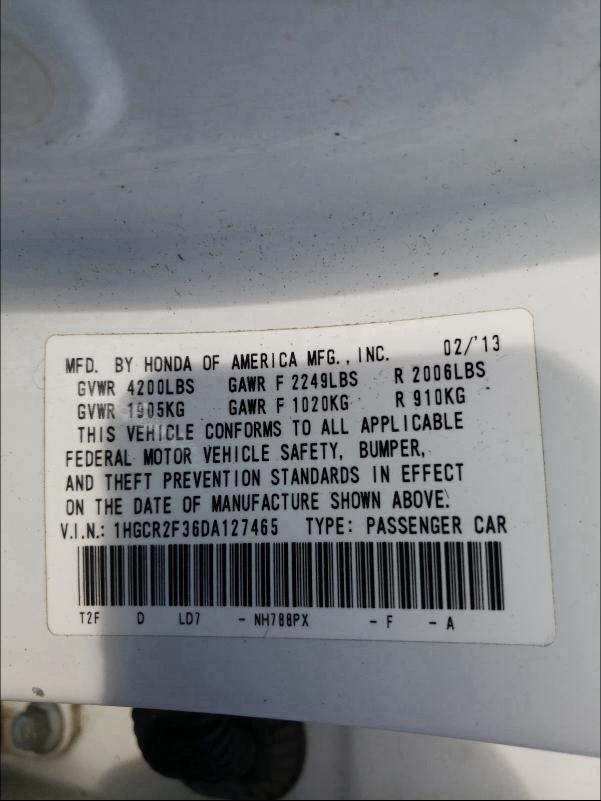 MFD. BY HONDA OF AMERICA MFG., INC. 02/'13
GVWR 4200LBS GAWR F 2249LBS R 2006LBS
GVWR 1905KG GAWR F 1020KG R 910KG
THIS VEHICLE CONFORMS TO ALL APPLICABLE
FEDERAL MOTOR VEHICLE SAFETY, BUMPER,
AND THEFT PREVENTION STANDARDS IN EFFECT
ON THE DATE OF MANUFACTURE SHOWN ABOVE.
V.I.N.: 1HGCR2F36DA127465 TYPE: PASSENGER CAR
T2F D LD7 - NH788PX - F - A